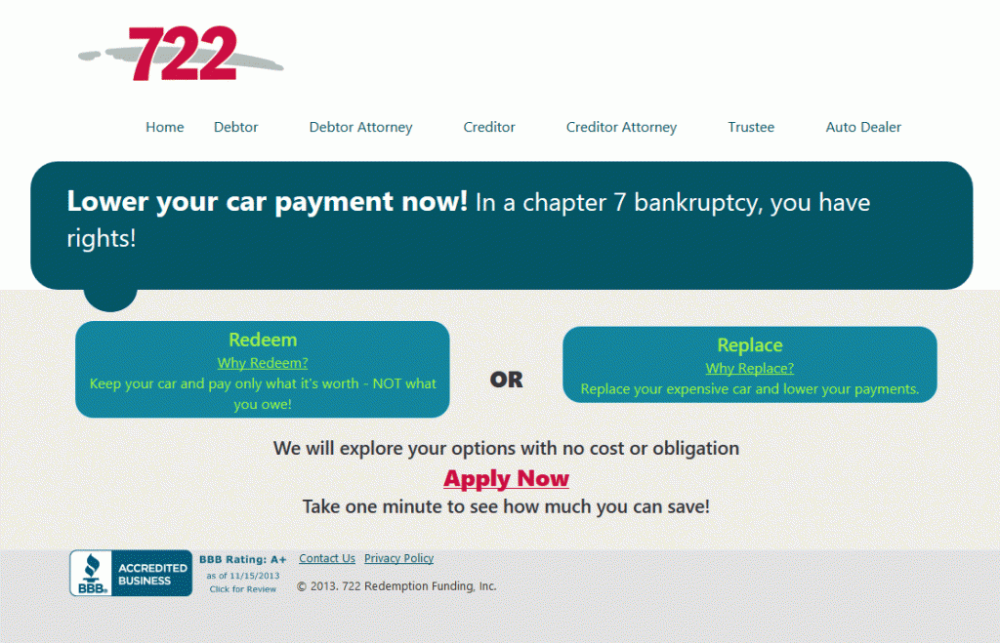 722
Home Debtor Debtor Attorney Creditor Creditor Attorney Trustee Auto Dealer
Lower your car payment now! In a chapter 7 bankruptcy, you have
rights!
Redeem
Why Redeem?
Keep your car and pay only what it's worth - NOT what
you owe!
OR
Replace
Why Replace?
Replace your expensive car and lower your payments.
We will explore your options with no cost or obligation
Apply Now
Take one minute to see how much you can save!
BBB
ACCREDITED
BUSINESS
BBB Rating: A+
as of 11/15/2013
Click for Review
Contact Us Privacy Policy
© 2013. 722 Redemption Funding, Inc.